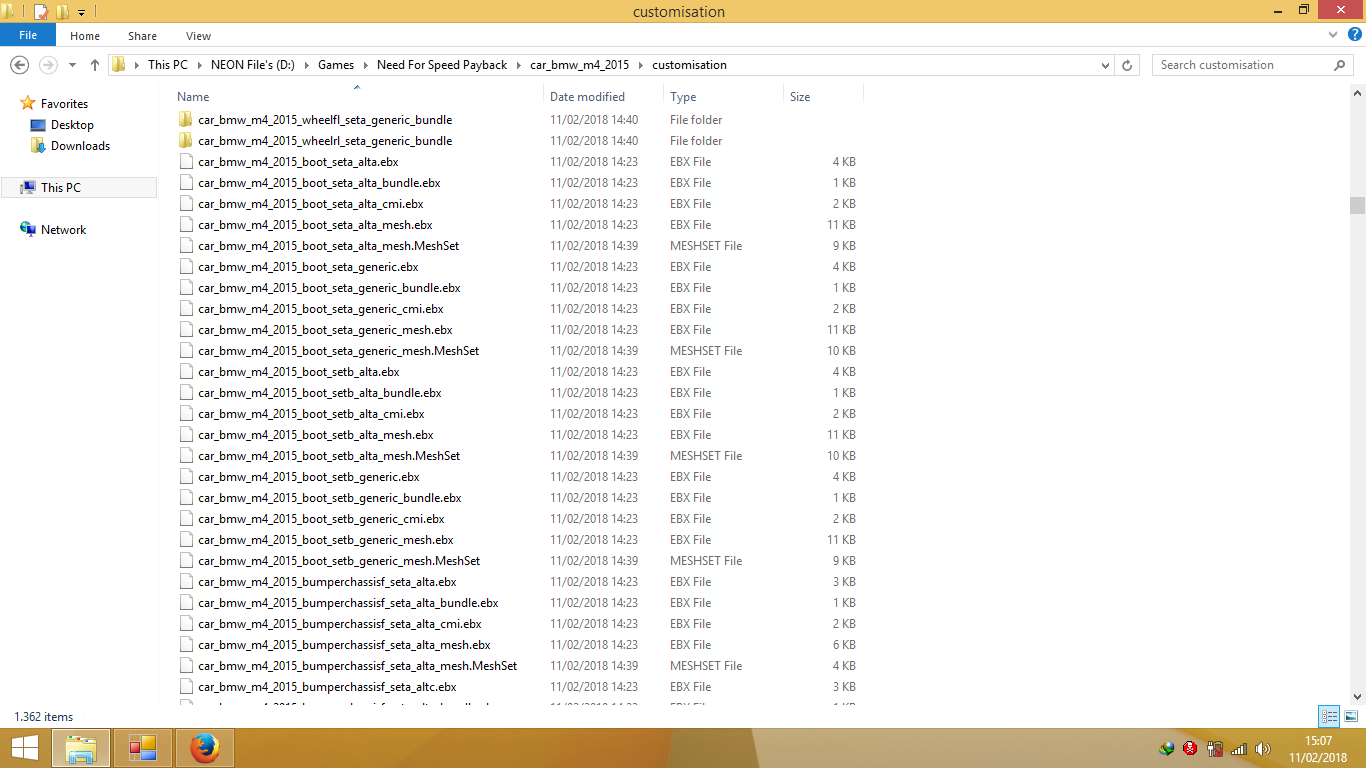 customisation
File Home Share View
This PC NEON File's (D:) Games Need For Speed Payback car_bmw_m4_2015 customisation
Search customisation
Favorites
Desktop
Downloads
This PC
Network
Name Date modified Type Size
car_bmw_m4_2015_wheelfl_seta_generic_bundle 11/02/2018 14:40 File folder
car_bmw_m4_2015_wheelrl_seta_generic_bundle 11/02/2018 14:40 File folder
car_bmw_m4_2015_boot_seta_alta.ebx 11/02/2018 14:23 EBX File 4 KB
car_bmw_m4_2015_boot_seta_alta_bundle.ebx 11/02/2018 14:23 EBX File 1 KB
car_bmw_m4_2015_boot_seta_alta_cmi.ebx 11/02/2018 14:23 EBX File 2 KB
car_bmw_m4_2015_boot_seta_alta_mesh.ebx 11/02/2018 14:23 EBX File 11 KB
car_bmw_m4_2015_boot_seta_alta_mesh.MeshSet 11/02/2018 14:39 MESHSET File 9 KB
car_bmw_m4_2015_boot_seta_generic.ebx 11/02/2018 14:23 EBX File 4 KB
car_bmw_m4_2015_boot_seta_generic_bundle.ebx 11/02/2018 14:23 EBX File 1 KB
car_bmw_m4_2015_boot_seta_generic_cmi.ebx 11/02/2018 14:23 EBX File 2 KB
car_bmw_m4_2015_boot_seta_generic_mesh.ebx 11/02/2018 14:23 EBX File 11 KB
car_bmw_m4_2015_boot_seta_generic_mesh.MeshSet 11/02/2018 14:39 MESHSET File 10 KB
car_bmw_m4_2015_boot_setb_alta.ebx 11/02/2018 14:23 EBX File 4 KB
car_bmw_m4_2015_boot_setb_alta_bundle.ebx 11/02/2018 14:23 EBX File 1 KB
car_bmw_m4_2015_boot_setb_alta_cmi.ebx 11/02/2018 14:23 EBX File 2 KB
car_bmw_m4_2015_boot_setb_alta_mesh.ebx 11/02/2018 14:23 EBX File 11 KB
car_bmw_m4_2015_boot_setb_alta_mesh.MeshSet 11/02/2018 14:39 MESHSET File 10 KB
car_bmw_m4_2015_boot_setb_generic.ebx 11/02/2018 14:23 EBX File 4 KB
car_bmw_m4_2015_boot_setb_generic_bundle.ebx 11/02/2018 14:23 EBX File 1 KB
car_bmw_m4_2015_boot_setb_generic_cmi.ebx 11/02/2018 14:23 EBX File 2 KB
car_bmw_m4_2015_boot_setb_generic_mesh.ebx 11/02/2018 14:23 EBX File 11 KB
car_bmw_m4_2015_boot_setb_generic_mesh.MeshSet 11/02/2018 14:39 MESHSET File 9 KB
car_bmw_m4_2015_bumperchassisf_seta_alta.ebx 11/02/2018 14:23 EBX File 3 KB
car_bmw_m4_2015_bumperchassisf_seta_alta_bundle.ebx 11/02/2018 14:23 EBX File 1 KB
car_bmw_m4_2015_bumperchassisf_seta_alta_cmi.ebx 11/02/2018 14:23 EBX File 2 KB
car_bmw_m4_2015_bumperchassisf_seta_alta_mesh.ebx 11/02/2018 14:23 EBX File 6 KB
car_bmw_m4_2015_bumperchassisf_seta_alta_mesh.MeshSet 11/02/2018 14:39 MESHSET File 4 KB
car_bmw_m4_2015_bumperchassisf_seta_altc.ebx 11/02/2018 14:23 EBX File 3 KB
1.362 items
15:07
11/02/2018